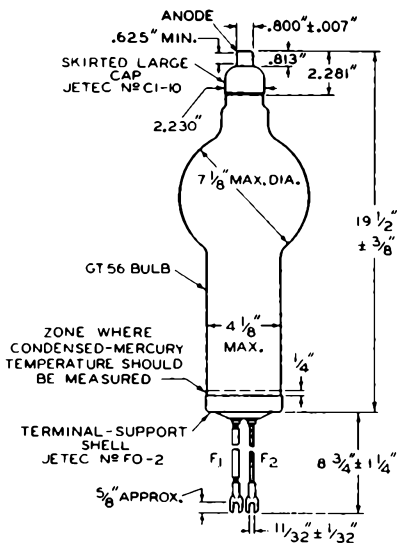 ANODE
.800"±.007"
.625" MIN.
.813"
SKIRTED LARGE
CAP
JETEC Nº C1-10
2.281"
2.230"
7 1/8" MAX. DIA.
19 1/2"
± 3/8"
GT 56 BULB
4 1/8"
MAX.
ZONE WHERE
CONDENSED-MERCURY
TEMPERATURE SHOULD
BE MEASURED
1/4"
TERMINAL-SUPPORT
SHELL
JETEC Nº FO-2
F1
F2
8 3/4" ± 1 1/4"
5/8" APPROX.
11/32" ± 1/32"